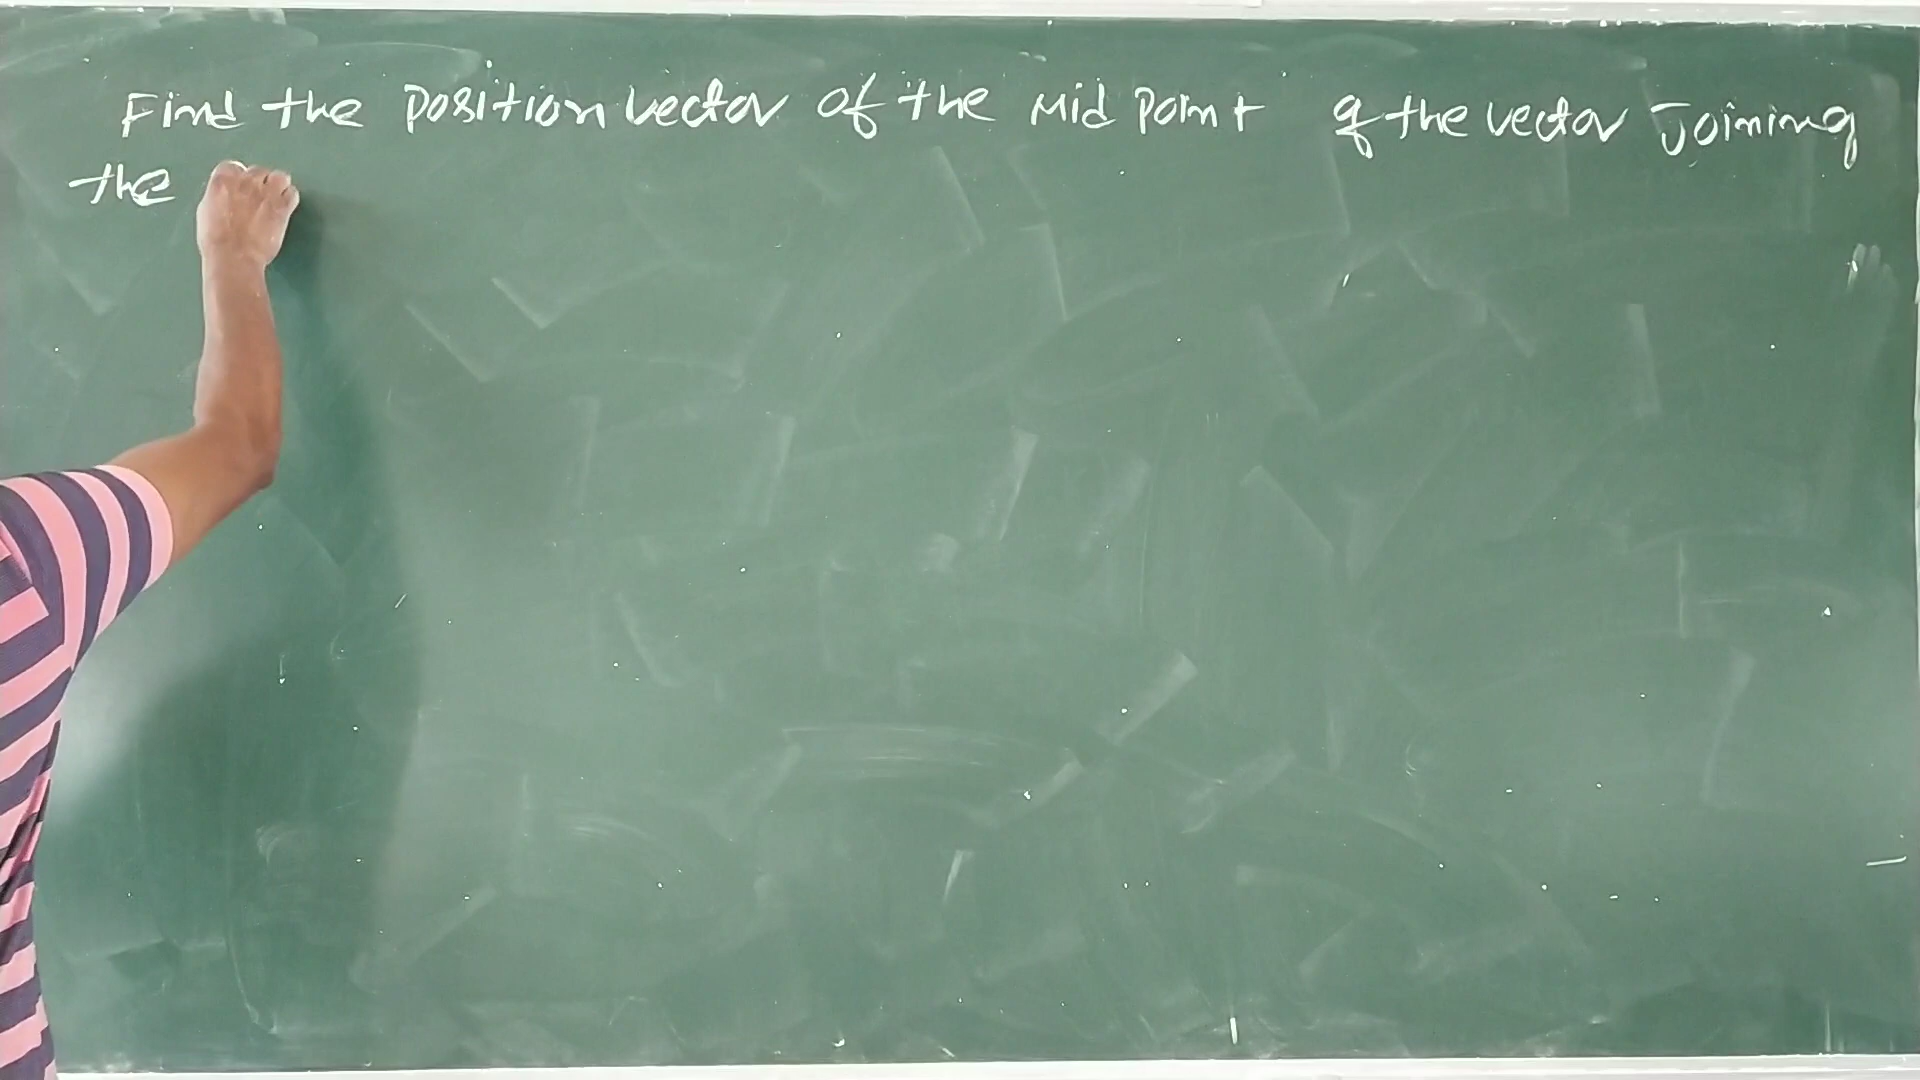 Find the position vector of the Mid point of the vector Joining
the